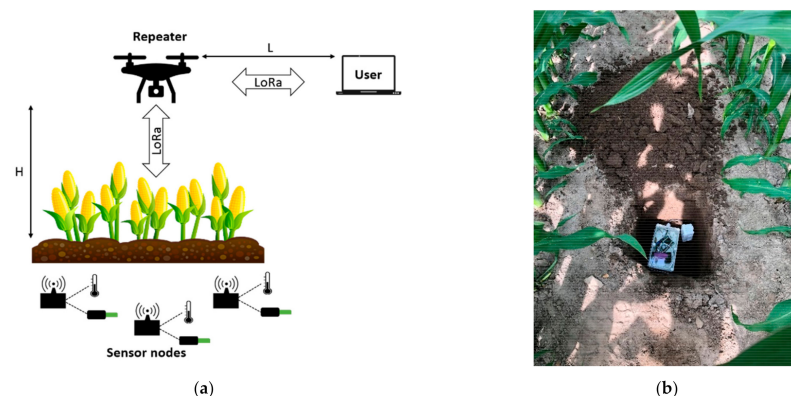 Repeater
L
LoRa
User
H
LoRa
Sensor nodes
(a)
(b)